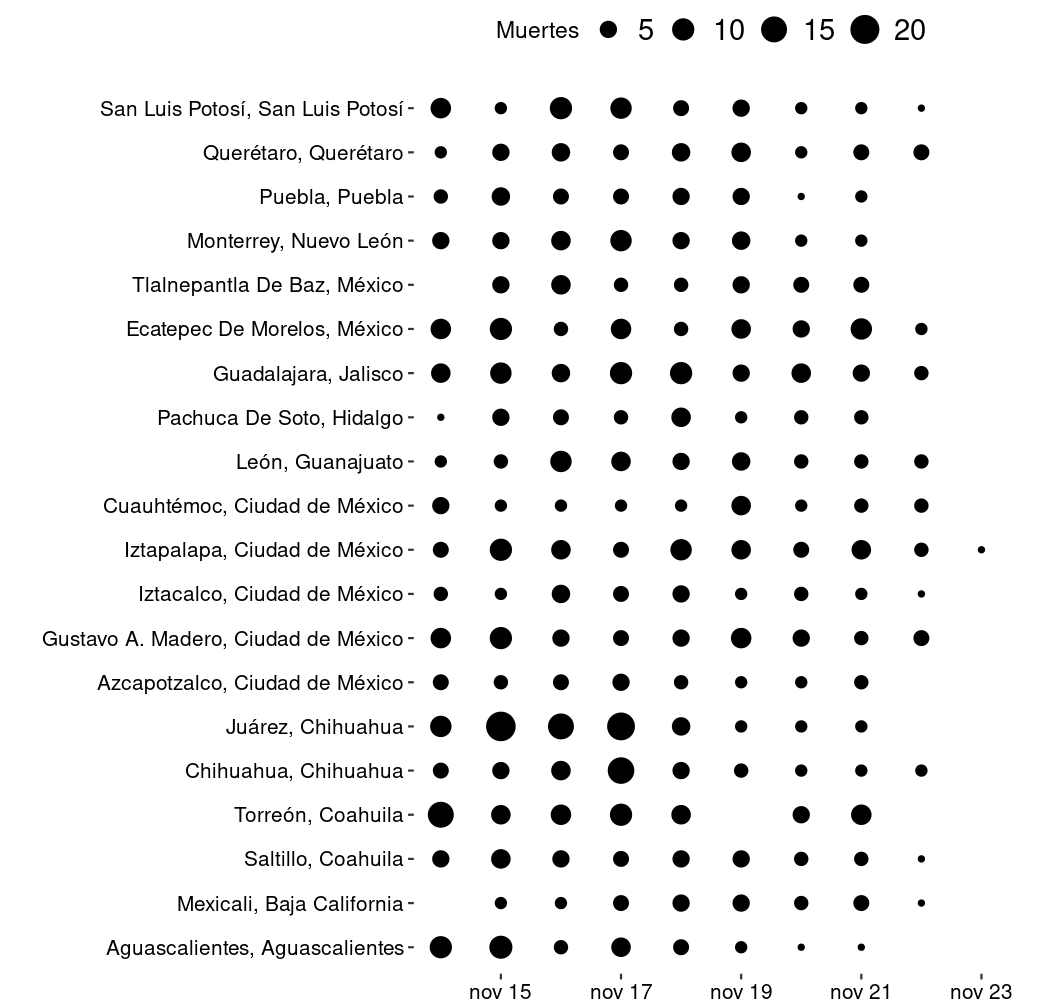 Muertes 5 10 15 20
San Luis Potosí, San Luis Potosí
Querétaro, Querétaro
Puebla, Puebla
Monterrey, Nuevo León
Tlalnepantla De Baz, México
Ecatepec De Morelos, México
Guadalajara, Jalisco
Pachuca De Soto, Hidalgo
León, Guanajuato
Cuauhtémoc, Ciudad de México
Iztapalapa, Ciudad de México
Iztacalco, Ciudad de México
Gustavo A. Madero, Ciudad de México
Azcapotzalco, Ciudad de México
Juárez, Chihuahua
Chihuahua, Chihuahua
Torreón, Coahuila
Saltillo, Coahuila
Mexicali, Baja California
Aguascalientes, Aguascalientes
nov 15 nov 17 nov 19 nov 21 nov 23